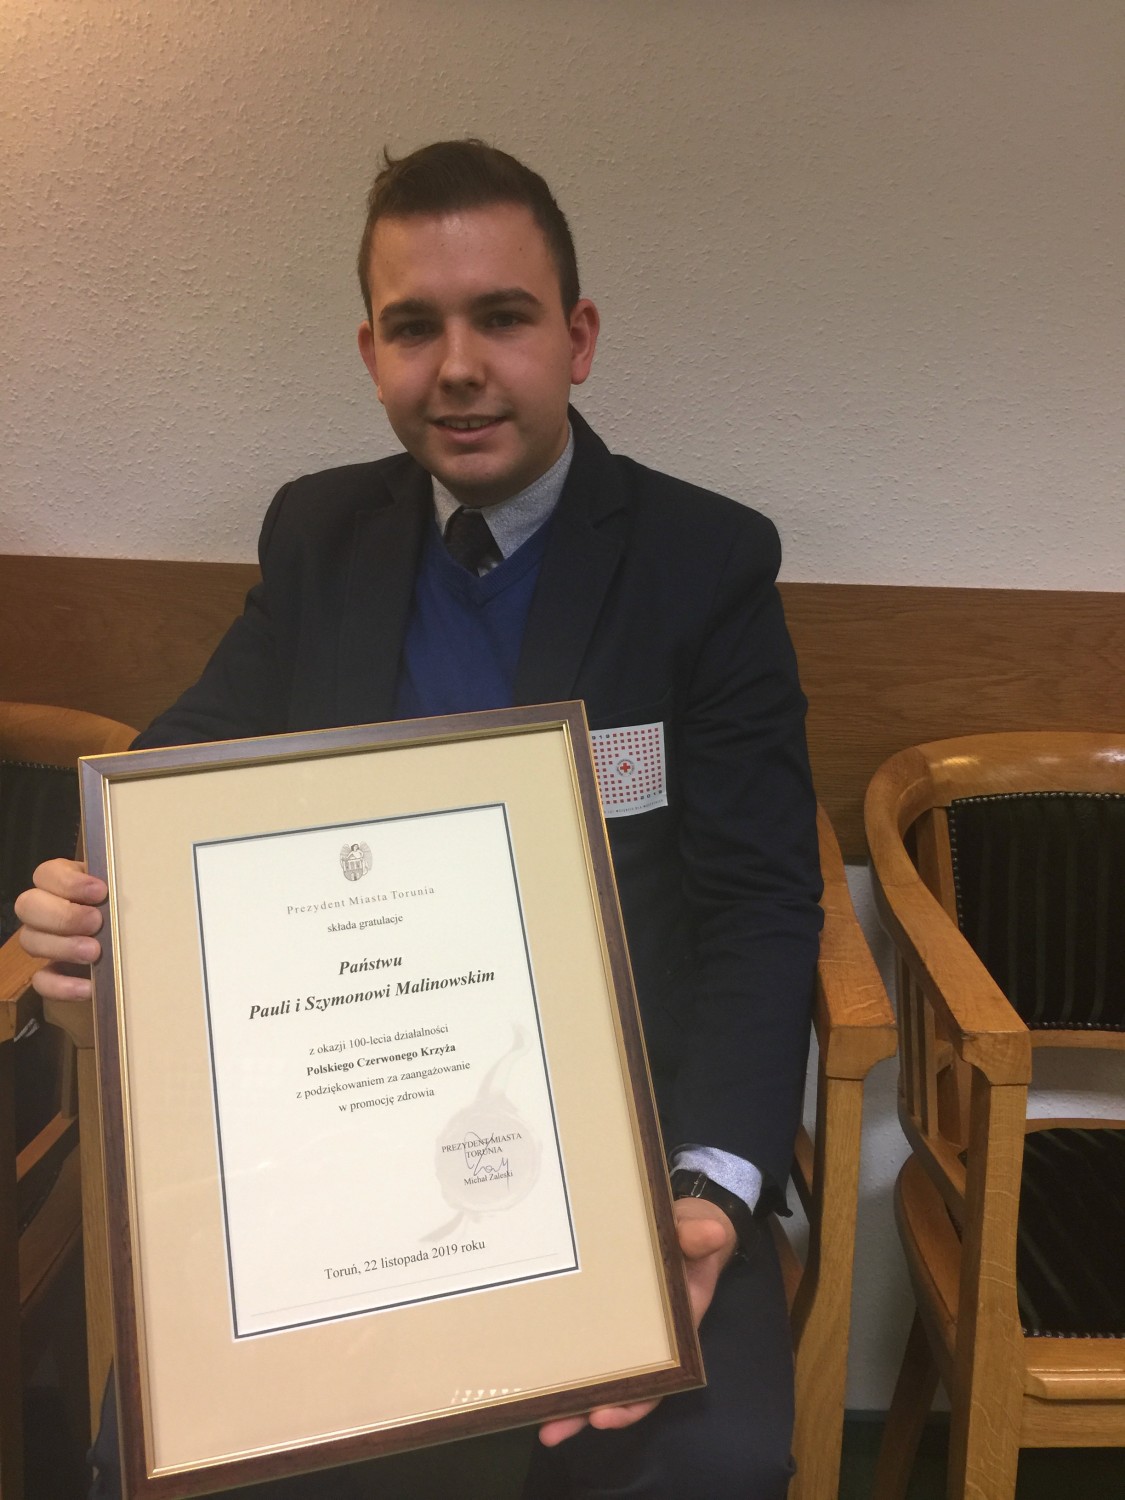 Prezydent Miasta Torunia
składa gratulacje
Państwu
Pauli i Szymonowi Malinowskim
z okazji 100-lecia działalności
Polskiego Czerwonego Krzyża
z podziękowaniem za zaangażowanie
w promocję zdrowia
PREZYDENT MIASTA
TORUNIA
Michał Zaleski
Toruń, 22 listopada 2019 roku